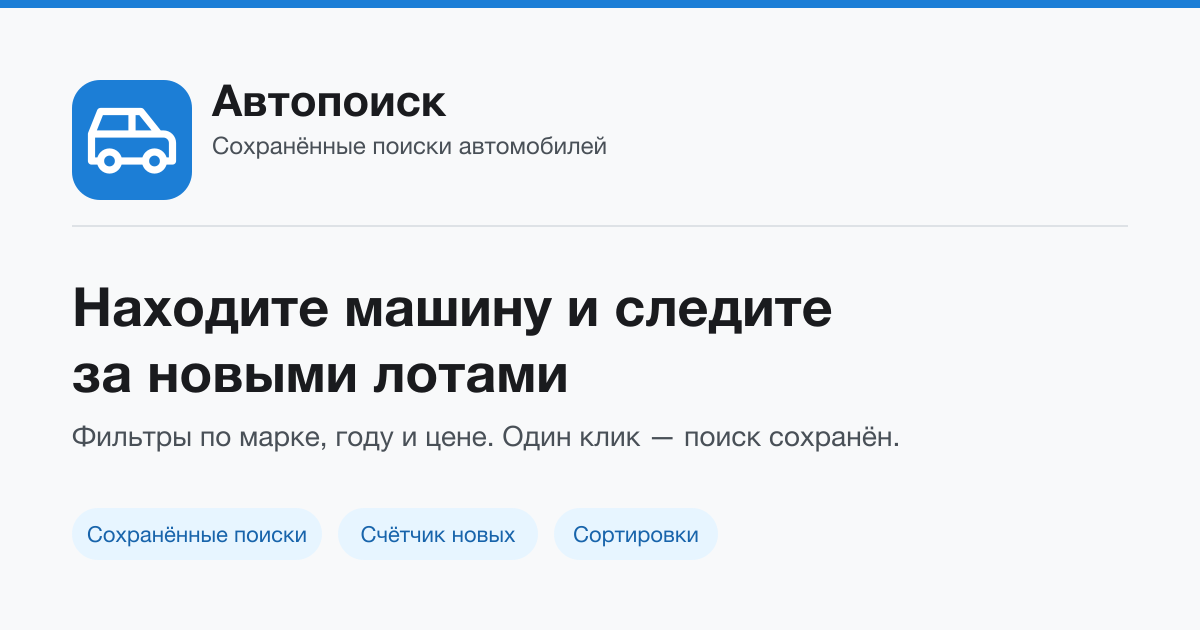 Автопоиск
Сохранённые поиски автомобилей
Находите машину и следите
за новыми лотами
Фильтры по марке, году и цене. Один клик — поиск сохранён.
Сохранённые поиски
Счётчик новых
Сортировки